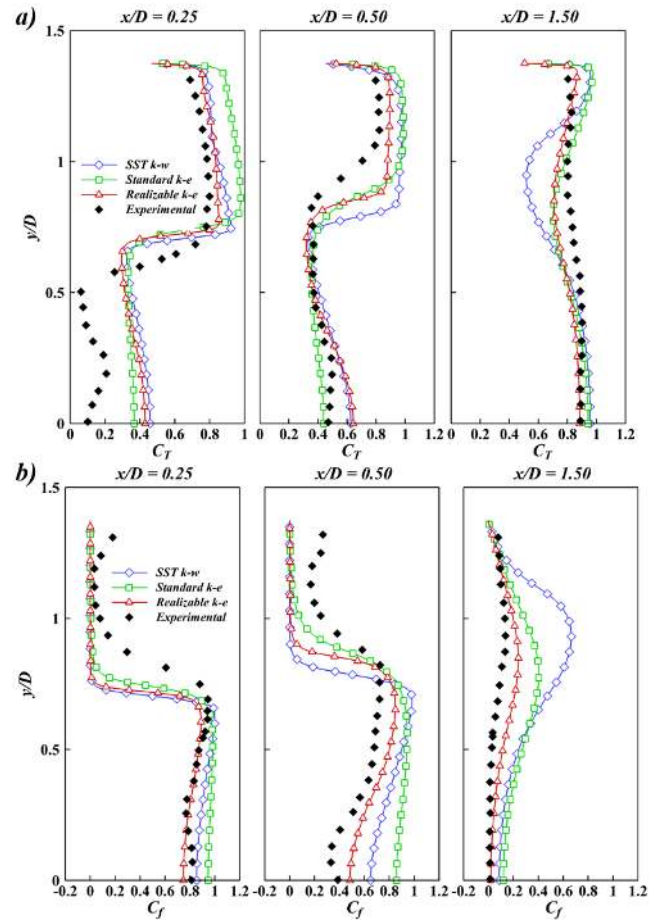 a)
x/D = 0.25
x/D = 0.50
x/D = 1.50
1.5
1
0.5
0
y/D
SST k-w
Standard k-e
Realizable k-e
Experimental
0 0.2 0.4 0.6 0.8 1
0 0.2 0.4 0.6 0.8 1
0 0.2 0.4 0.6 0.8 1 1.2
C_T
C_T
C_T
b)
x/D = 0.25
x/D = 0.50
x/D = 1.50
1.5
1
0.5
0
y/D
SST k-w
Standard k-e
Realizable k-e
Experimental
-0.2 0 0.2 0.4 0.6 0.8 1 1.2
-0.2 0 0.2 0.4 0.6 0.8 1 1.2
-0.2 0 0.2 0.4 0.6 0.8 1 1.2
C_f
C_f
C_f